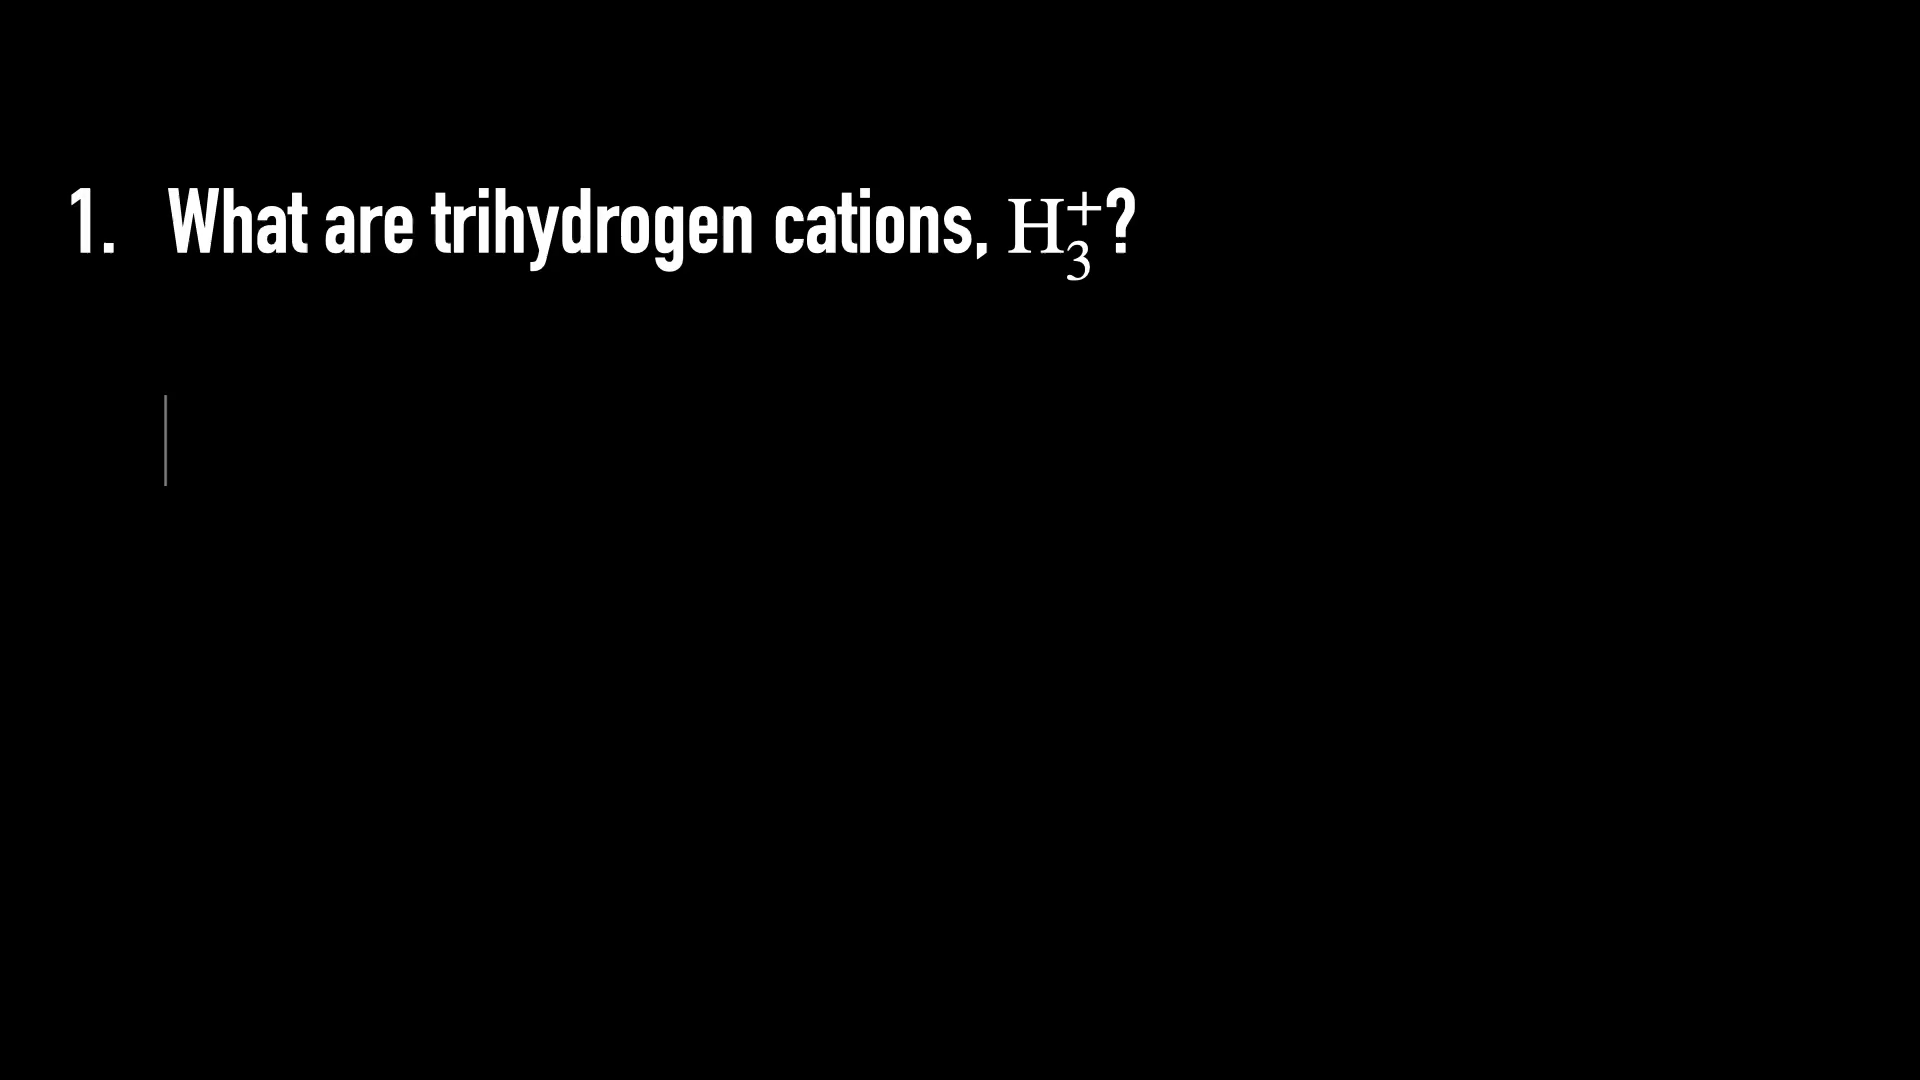 1. What are trihydrogen cations, H₃⁺?